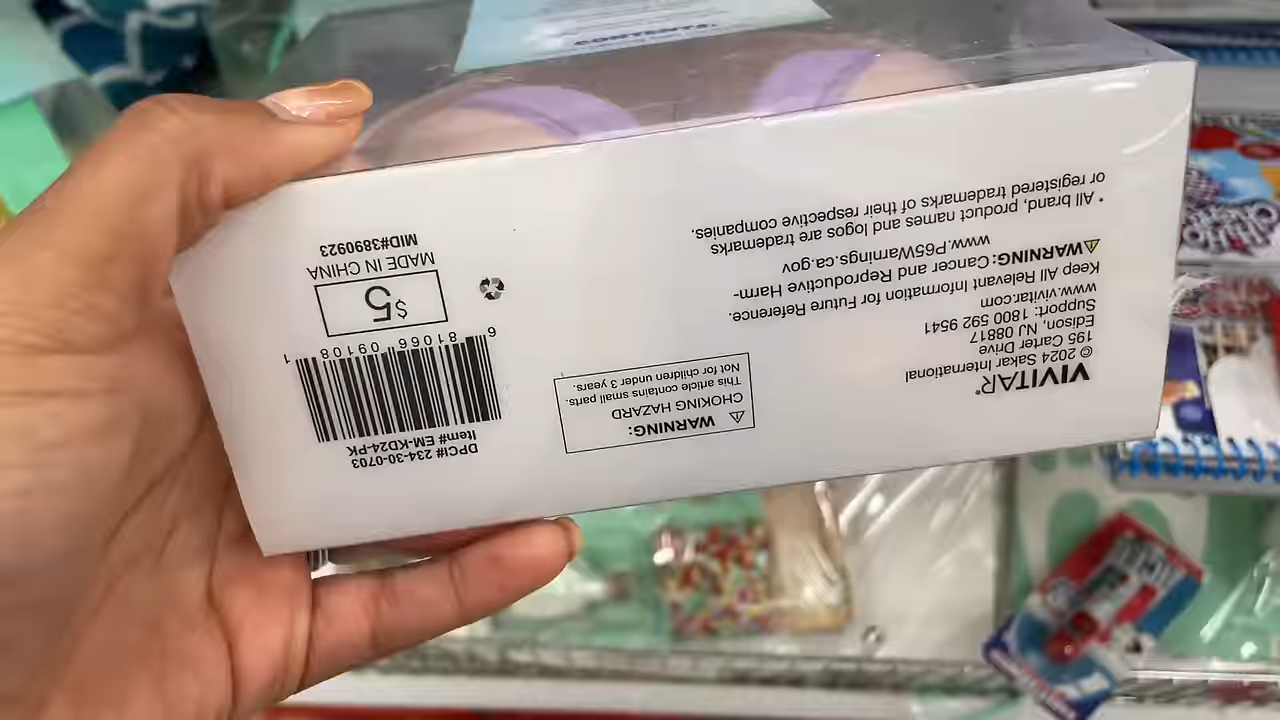 VIVITAR®
© 2024 Sakar International
195 Carter Drive
Edison, NJ 08817
Support: 1800 592 9541
www.vivitar.com
Keep All Relevant Information for Future Reference.
WARNING: Cancer and Reproductive Harm-
www.P65Warnings.ca.gov
* All brand, product names and logos are trademarks
or registered trademarks of their respective companies.
WARNING:
CHOKING HAZARD
This article contains small parts.
Not for children under 3 years.
DPCI# 234-30-0703
Item# EM-KD24-PK
6 81066 09108 1
$5
MADE IN CHINA
MID#3890923